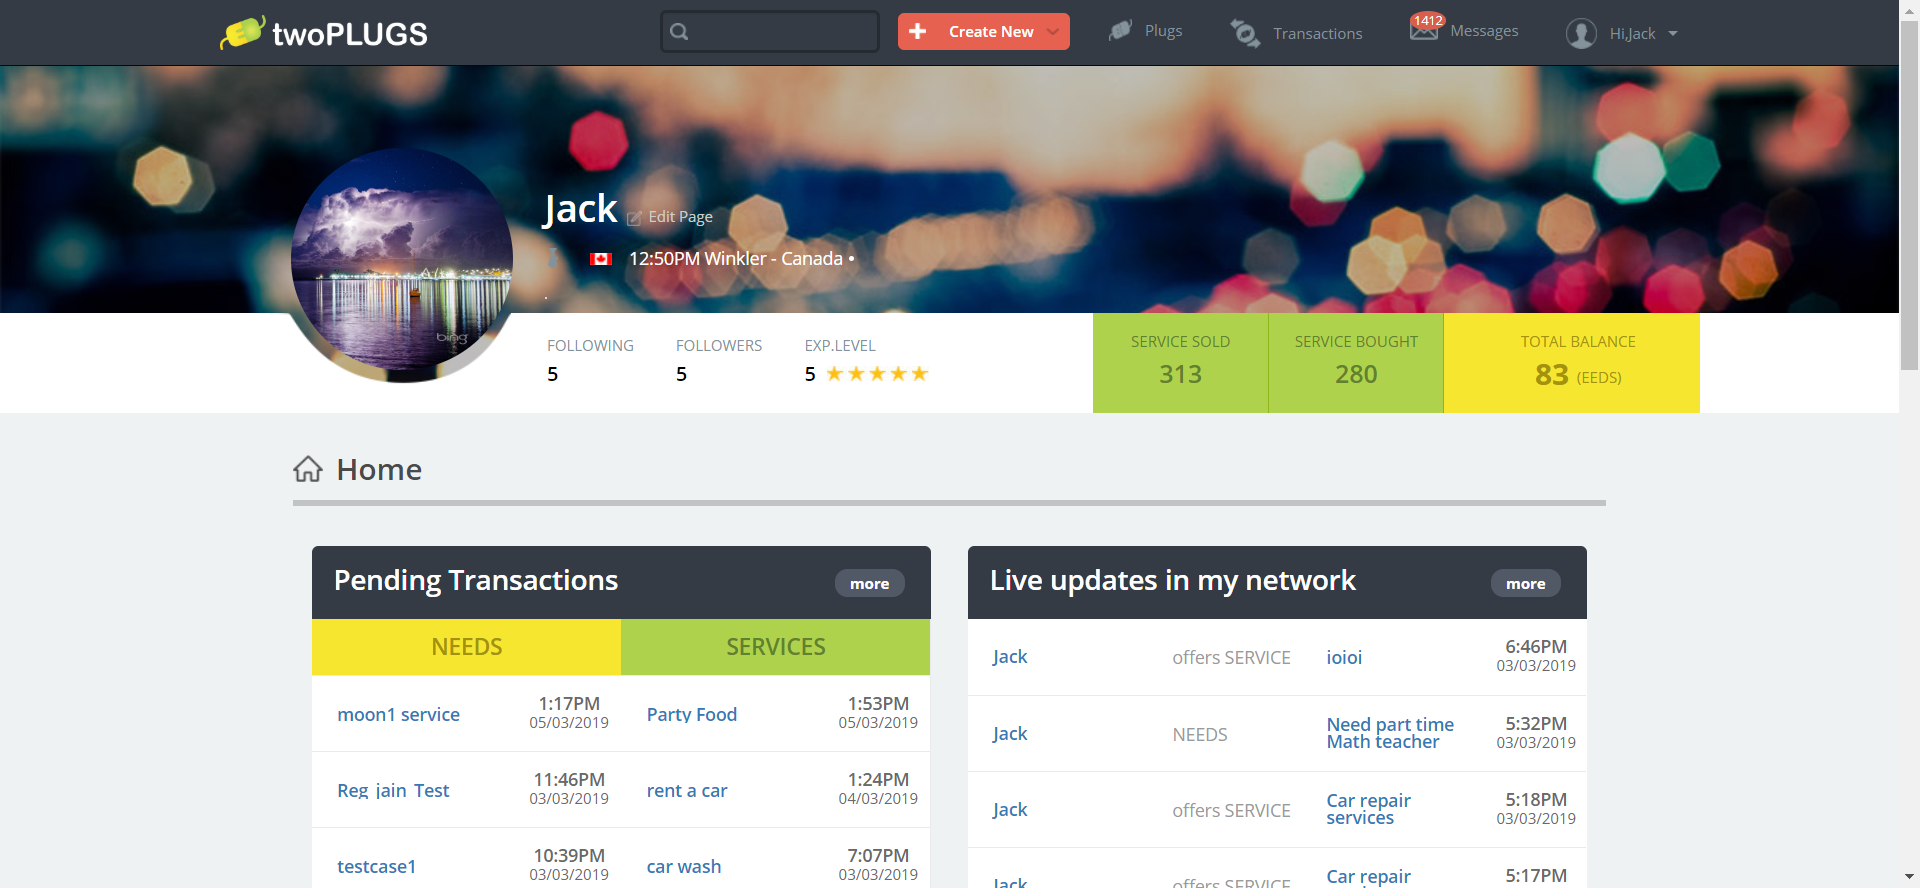 twoPLUGS
Create New
Plugs
Transactions
1412
Messages
Hi,Jack
Jack
Edit Page
12:50PM Winkler - Canada •
.
bing
FOLLOWING
5
FOLLOWERS
5
EXP.LEVEL
5
SERVICE SOLD
313
SERVICE BOUGHT
280
TOTAL BALANCE
83 (EEDS)
Home
Pending Transactions
more
NEEDS
SERVICES
moon1 service
1:17PM
05/03/2019
Party Food
1:53PM
05/03/2019
Reg jain Test
11:46PM
03/03/2019
rent a car
1:24PM
04/03/2019
testcase1
10:39PM
03/03/2019
car wash
7:07PM
03/03/2019
Live updates in my network
more
Jack
offers SERVICE
ioioi
6:46PM
03/03/2019
Jack
NEEDS
Need part time
Math teacher
5:32PM
03/03/2019
Jack
offers SERVICE
Car repair
services
5:18PM
03/03/2019
Jack
offers SERVICE
Car repair
5:17PM